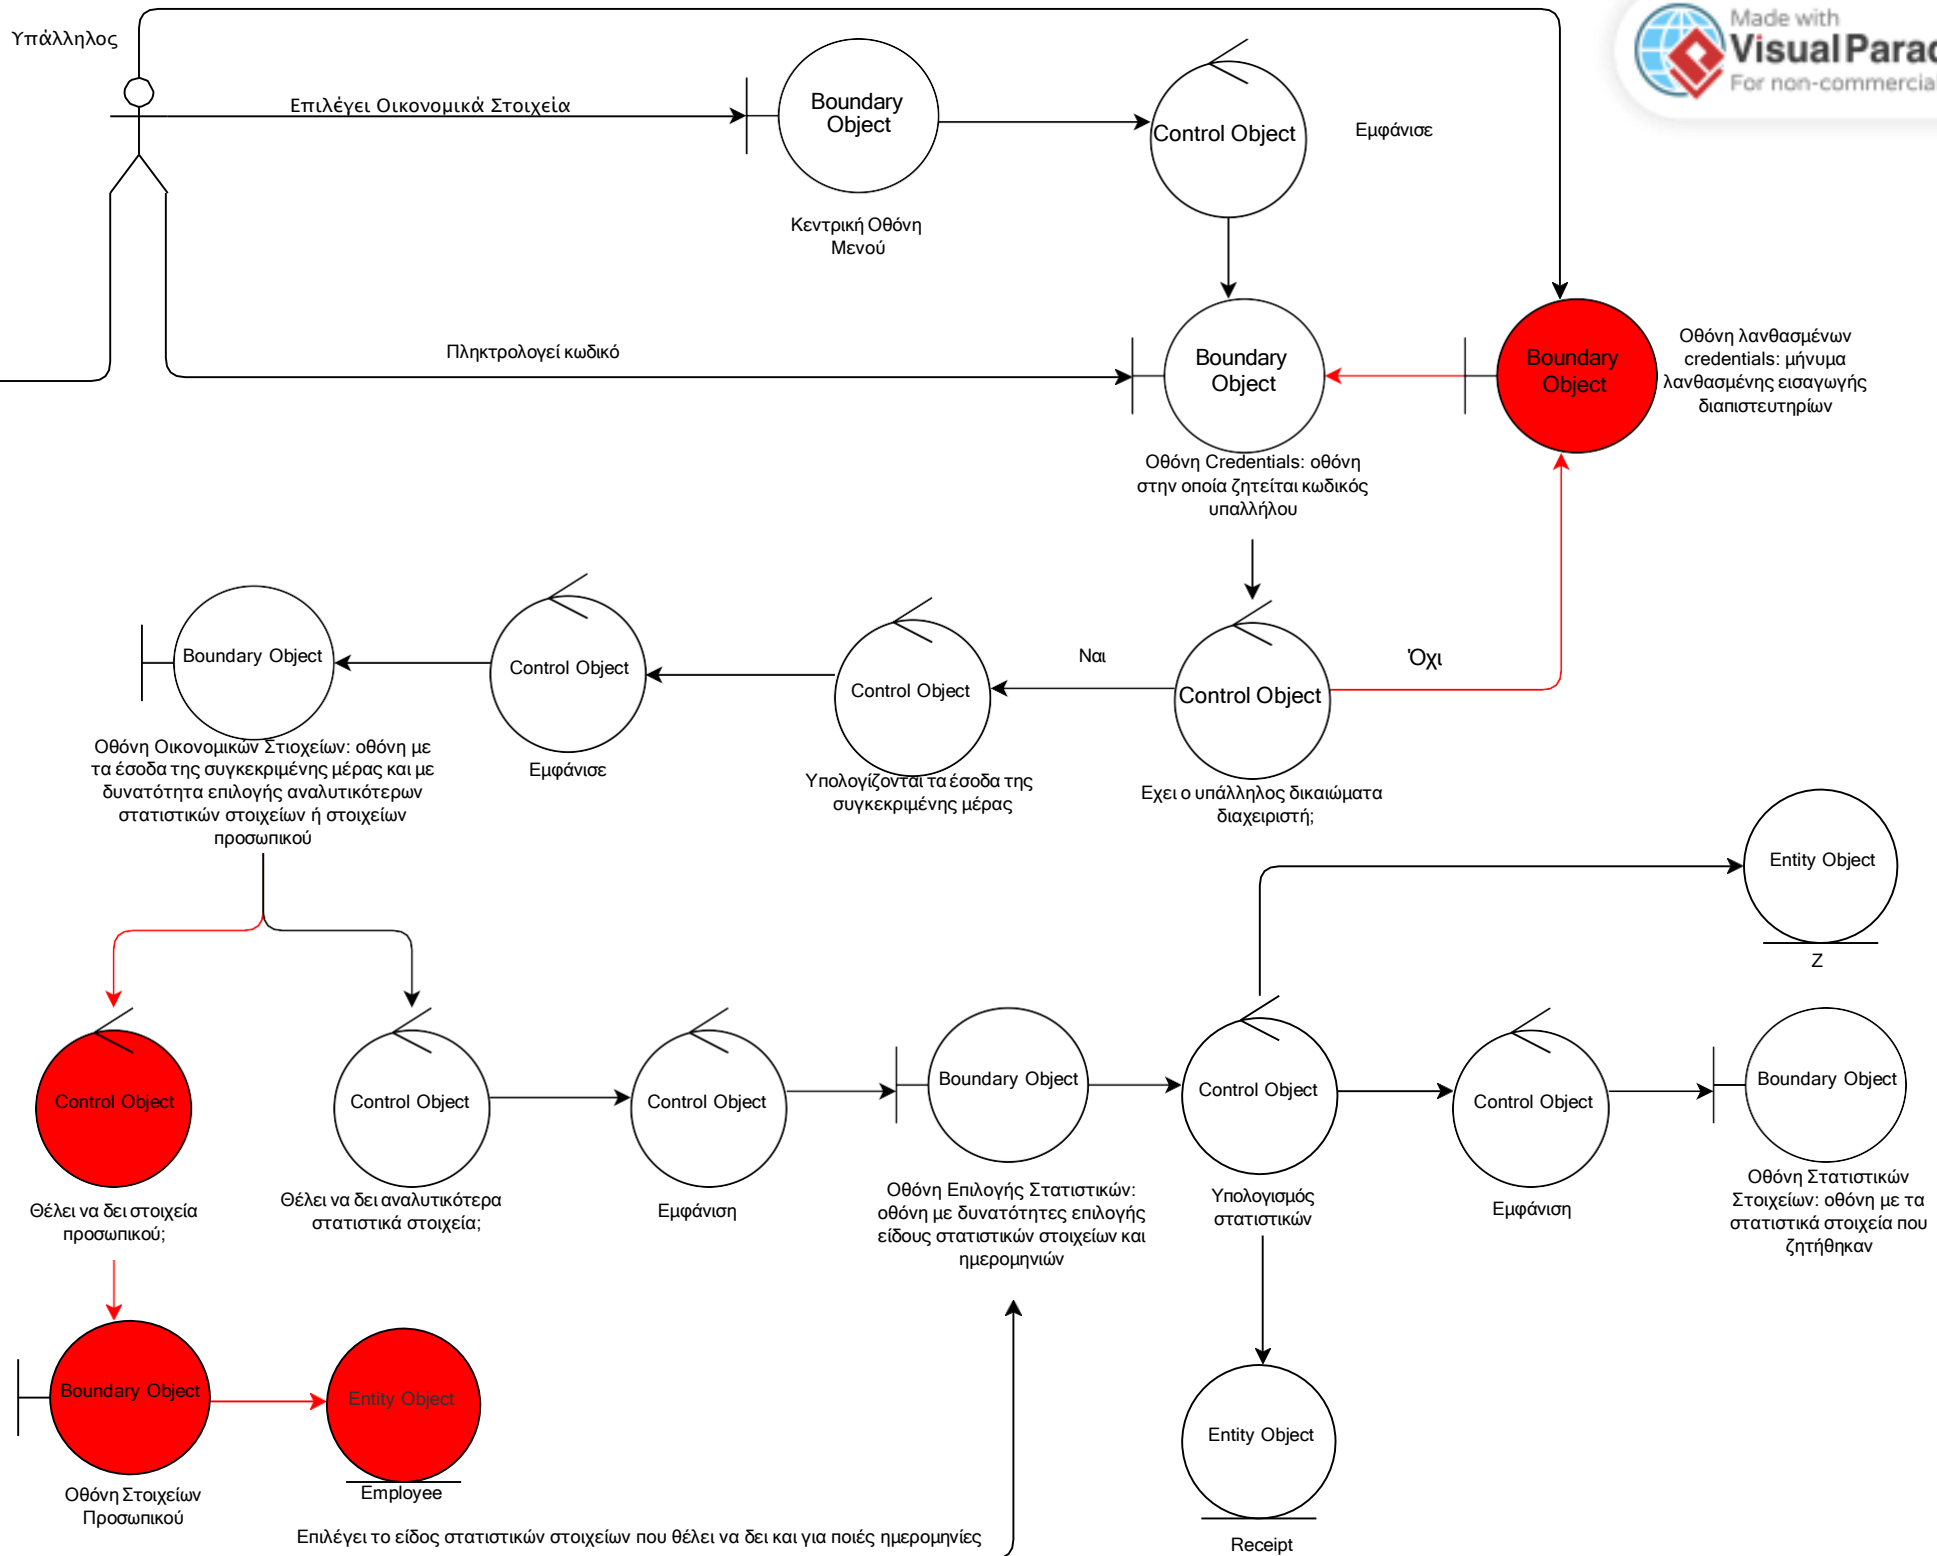 Υπάλληλος
Made with
Visual Parad
For non-commercial
Επιλέγει Οικονομικά Στοιχεία
Boundary
Object
Control Object
Εμφάνισε
Κεντρική Οθόνη
Μενού
Πληκτρολογεί κωδικό
Boundary
Object
Boundary
Object
Οθόνη λανθασμένων
credentials: μήνυμα
λανθασμένης εισαγωγής
διαπιστευτηρίων
Οθόνη Credentials: οθόνη
στην οποία ζητείται κωδικός
υπαλλήλου
Boundary Object
Control Object
Control Object
Ναι
Control Object
Όχι
Οθόνη Οικονομικών Στιοχείων: οθόνη με
τα έσοδα της συγκεκριμένης μέρας και με
δυνατότητα επιλογής αναλυτικότερων
στατιστικών στοιχείων ή στοιχείων
προσωπικού
Εμφάνισε
Υπολογίζονται τα έσοδα της
συγκεκριμένης μέρας
Εχει ο υπάλληλος δικαιώματα
διαχειριστή;
Entity Object
Z
Control Object
Control Object
Control Object
Boundary Object
Control Object
Control Object
Boundary Object
Θέλει να δει στοιχεία
προσωπικού;
Θέλει να δει αναλυτικότερα
στατιστικά στοιχεία;
Εμφάνιση
Οθόνη Επιλογής Στατιστικών:
οθόνη με δυνατότητες επιλογής
είδους στατιστικών στοιχείων και
ημερομηνιών
Υπολογισμός
στατιστικών
Εμφάνιση
Οθόνη Στατιστικών
Στοιχείων: οθόνη με τα
στατιστικά στοιχεία που
ζητήθηκαν
Boundary Object
Entity Object
Entity Object
Οθόνη Στοιχείων
Προσωπικού
Employee
Επιλέγει το είδος στατιστικών στοιχείων που θέλει να δει και για ποιές ημερομηνίες
Receipt